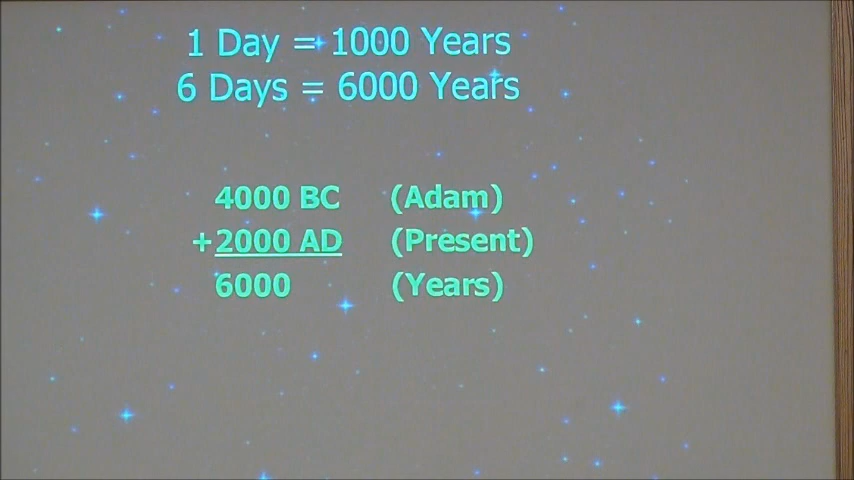 1 Day = 1000 Years
6 Days = 6000 Years
4000 BC (Adam)
+2000 AD (Present)
6000 (Years)